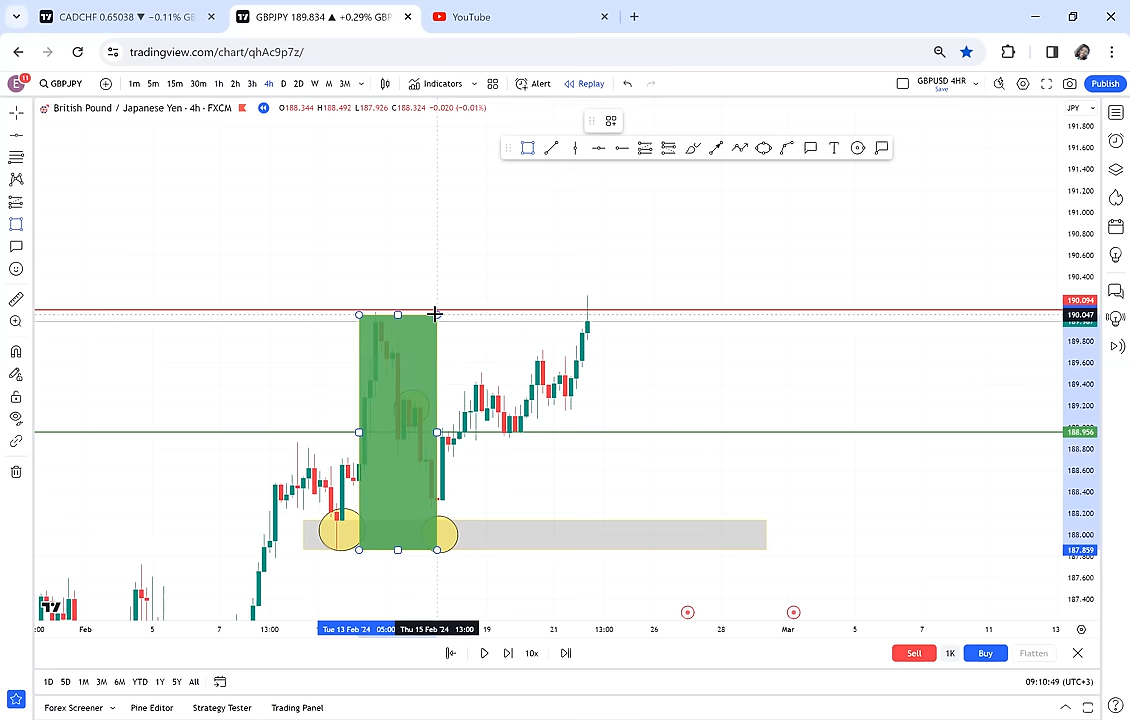 CADCHF 0.65038 ▼ −0.11% GE
GBPJPY 189.834 ▲ +0.29% GBP
YouTube
tradingview.com/chart/qhAc9p7z/
E
11
GBPJPY
1m 5m 15m 30m 1h 2h 3h 4h D 2D W M 3M
Indicators
Alert
Replay
GBPUSD 4HR
Save
Publish
British Pound / Japanese Yen · 4h · FXCM
O188.344 H188.492 L187.926 C188.324 −0.020 (−0.01%)
JPY
191.800
191.600
191.400
191.200
191.000
190.800
190.600
190.400
190.094
190.047
189.800
189.600
189.400
189.200
188.956
188.800
188.600
188.400
188.200
188.000
187.859
187.600
187.400
:00 Feb 5 7 13:00 Tue 13 Feb '24 05:00 Thu 15 Feb '24 13:00 19 21 13:00 26 28 Mar 5 7 11 13
10x
Sell 1K Buy Flatten
1D 5D 1M 3M 6M YTD 1Y 5Y All
09:10:49 (UTC+3)
Forex Screener Pine Editor Strategy Tester Trading Panel